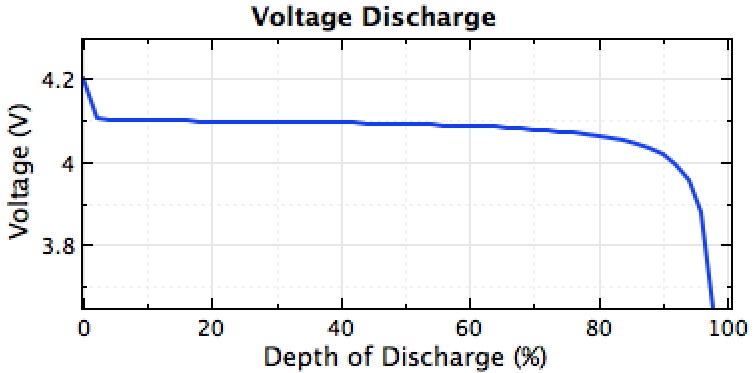 Voltage Discharge
Voltage (V)
4.2
4
3.8
0 20 40 60 80 100
Depth of Discharge (%)